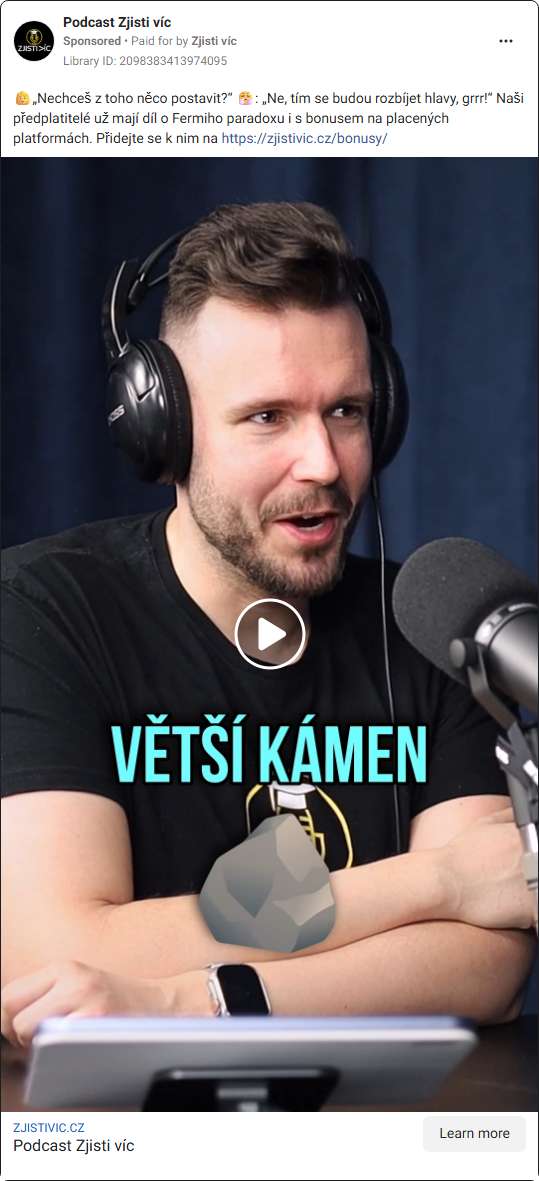 Podcast Zjisti víc
Sponsored • Paid for by Zjisti víc
Library ID: 2098383413974095
👱„Nechceš z toho něco postavit?“ 😤: „Ne, tím se budou rozbíjet hlavy, grrr!“ Naši
předplatitelé už mají díl o Fermiho paradoxu i s bonusem na placených
platformách. Přidejte se k nim na https://zjistivic.cz/bonusy/
ZJISTIVÍC
VĚTŠÍ KÁMEN
ZJISTIVIC.CZ
Podcast Zjisti víc
Learn more